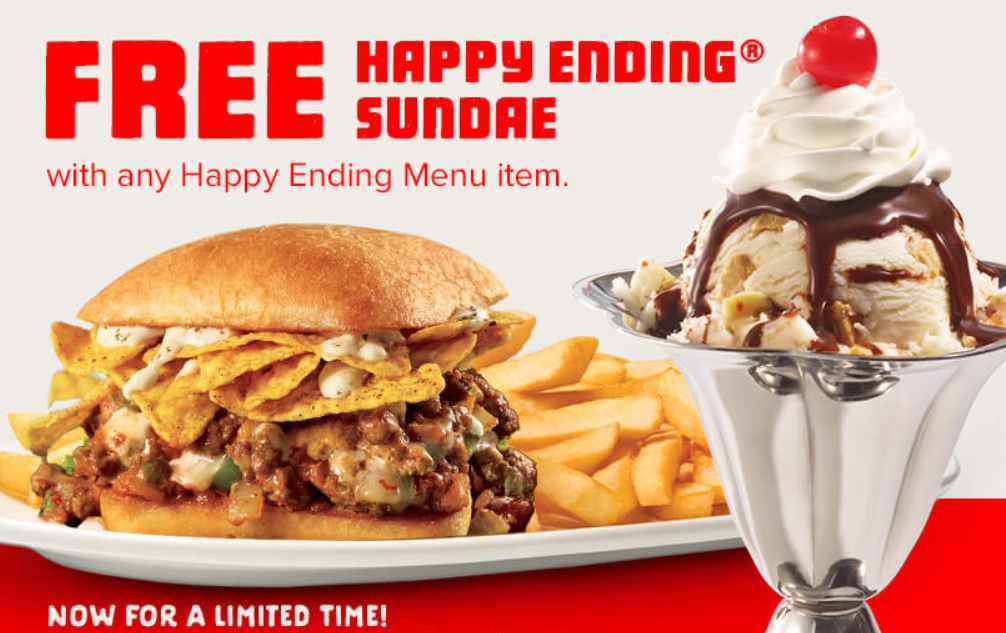 FREE HAPPY ENDING®
SUNDAE
with any Happy Ending Menu item.
NOW FOR A LIMITED TIME!